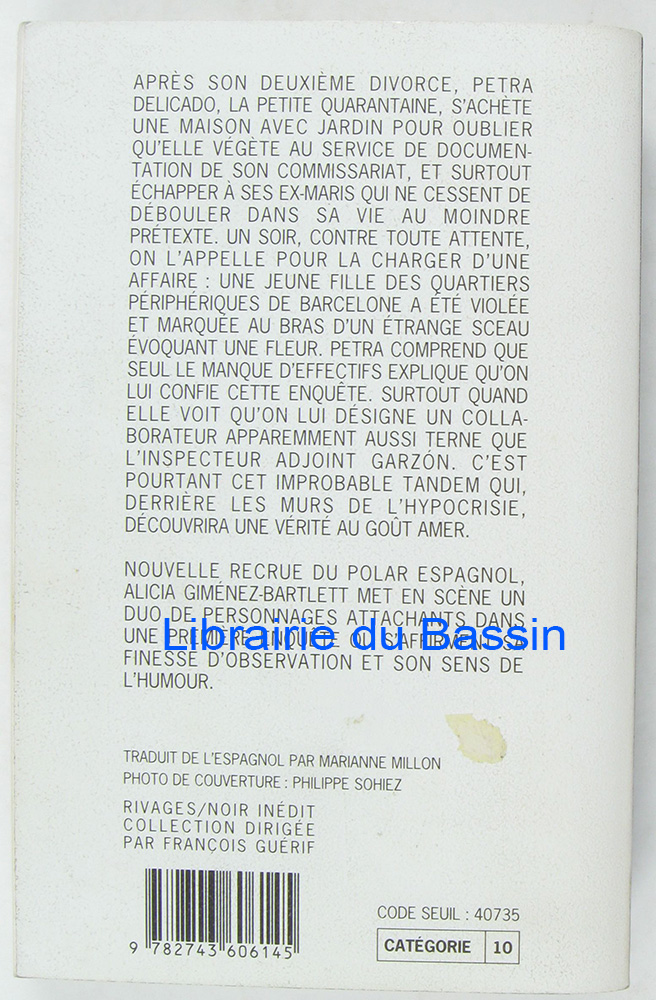 APRÈS SON DEUXIÈME DIVORCE, PETRA
DELICADO, LA PETITE QUARANTAINE, S'ACHÈTE
UNE MAISON AVEC JARDIN POUR OUBLIER
QU'ELLE VÉGÈTE AU SERVICE DE DOCUMEN-
TATION DE SON COMMISSARIAT, ET SURTOUT
ÉCHAPPER À SES EX-MARIS QUI NE CESSENT DE
DÉBOULER DANS SA VIE AU MOINDRE
PRÉTEXTE. UN SOIR, CONTRE TOUTE ATTENTE,
ON L'APPELLE POUR LA CHARGER D'UNE
AFFAIRE : UNE JEUNE FILLE DES QUARTIERS
PÉRIPHÉRIQUES DE BARCELONE A ÉTÉ VIOLÉE
ET MARQUÉE AU BRAS D'UN ÉTRANGE SCEAU
ÉVOQUANT UNE FLEUR. PETRA COMPREND QUE
SEUL LE MANQUE D'EFFECTIFS EXPLIQUE QU'ON
LUI CONFIE CETTE ENQUÊTE. SURTOUT QUAND
ELLE VOIT QU'ON LUI DÉSIGNE UN COLLA-
BORATEUR APPAREMMENT AUSSI TERNE QUE
L'INSPECTEUR ADJOINT GARZÓN. C'EST
POURTANT CET IMPROBABLE TANDEM QUI,
DERRIÈRE LES MURS DE L'HYPOCRISIE,
DÉCOUVRIRA UNE VÉRITÉ AU GOÛT AMER.
NOUVELLE RECRUE DU POLAR ESPAGNOL,
ALICIA GIMÉNEZ-BARTLETT MET EN SCÈNE UN
DUO DE PERSONNAGES ATTACHANTS DANS
UNE PREMIÈRE ENQUÊTE OÙ S'AFFIRMENT SA
Librairie du Bassin
FINESSE D'OBSERVATION ET SON SENS DE
L'HUMOUR.
TRADUIT DE L'ESPAGNOL PAR MARIANNE MILLON
PHOTO DE COUVERTURE : PHILIPPE SOHIEZ
RIVAGES/NOIR INÉDIT
COLLECTION DIRIGÉE
PAR FRANÇOIS GUÉRIF
9 782743 606145
CODE SEUIL : 40735
CATÉGORIE 10